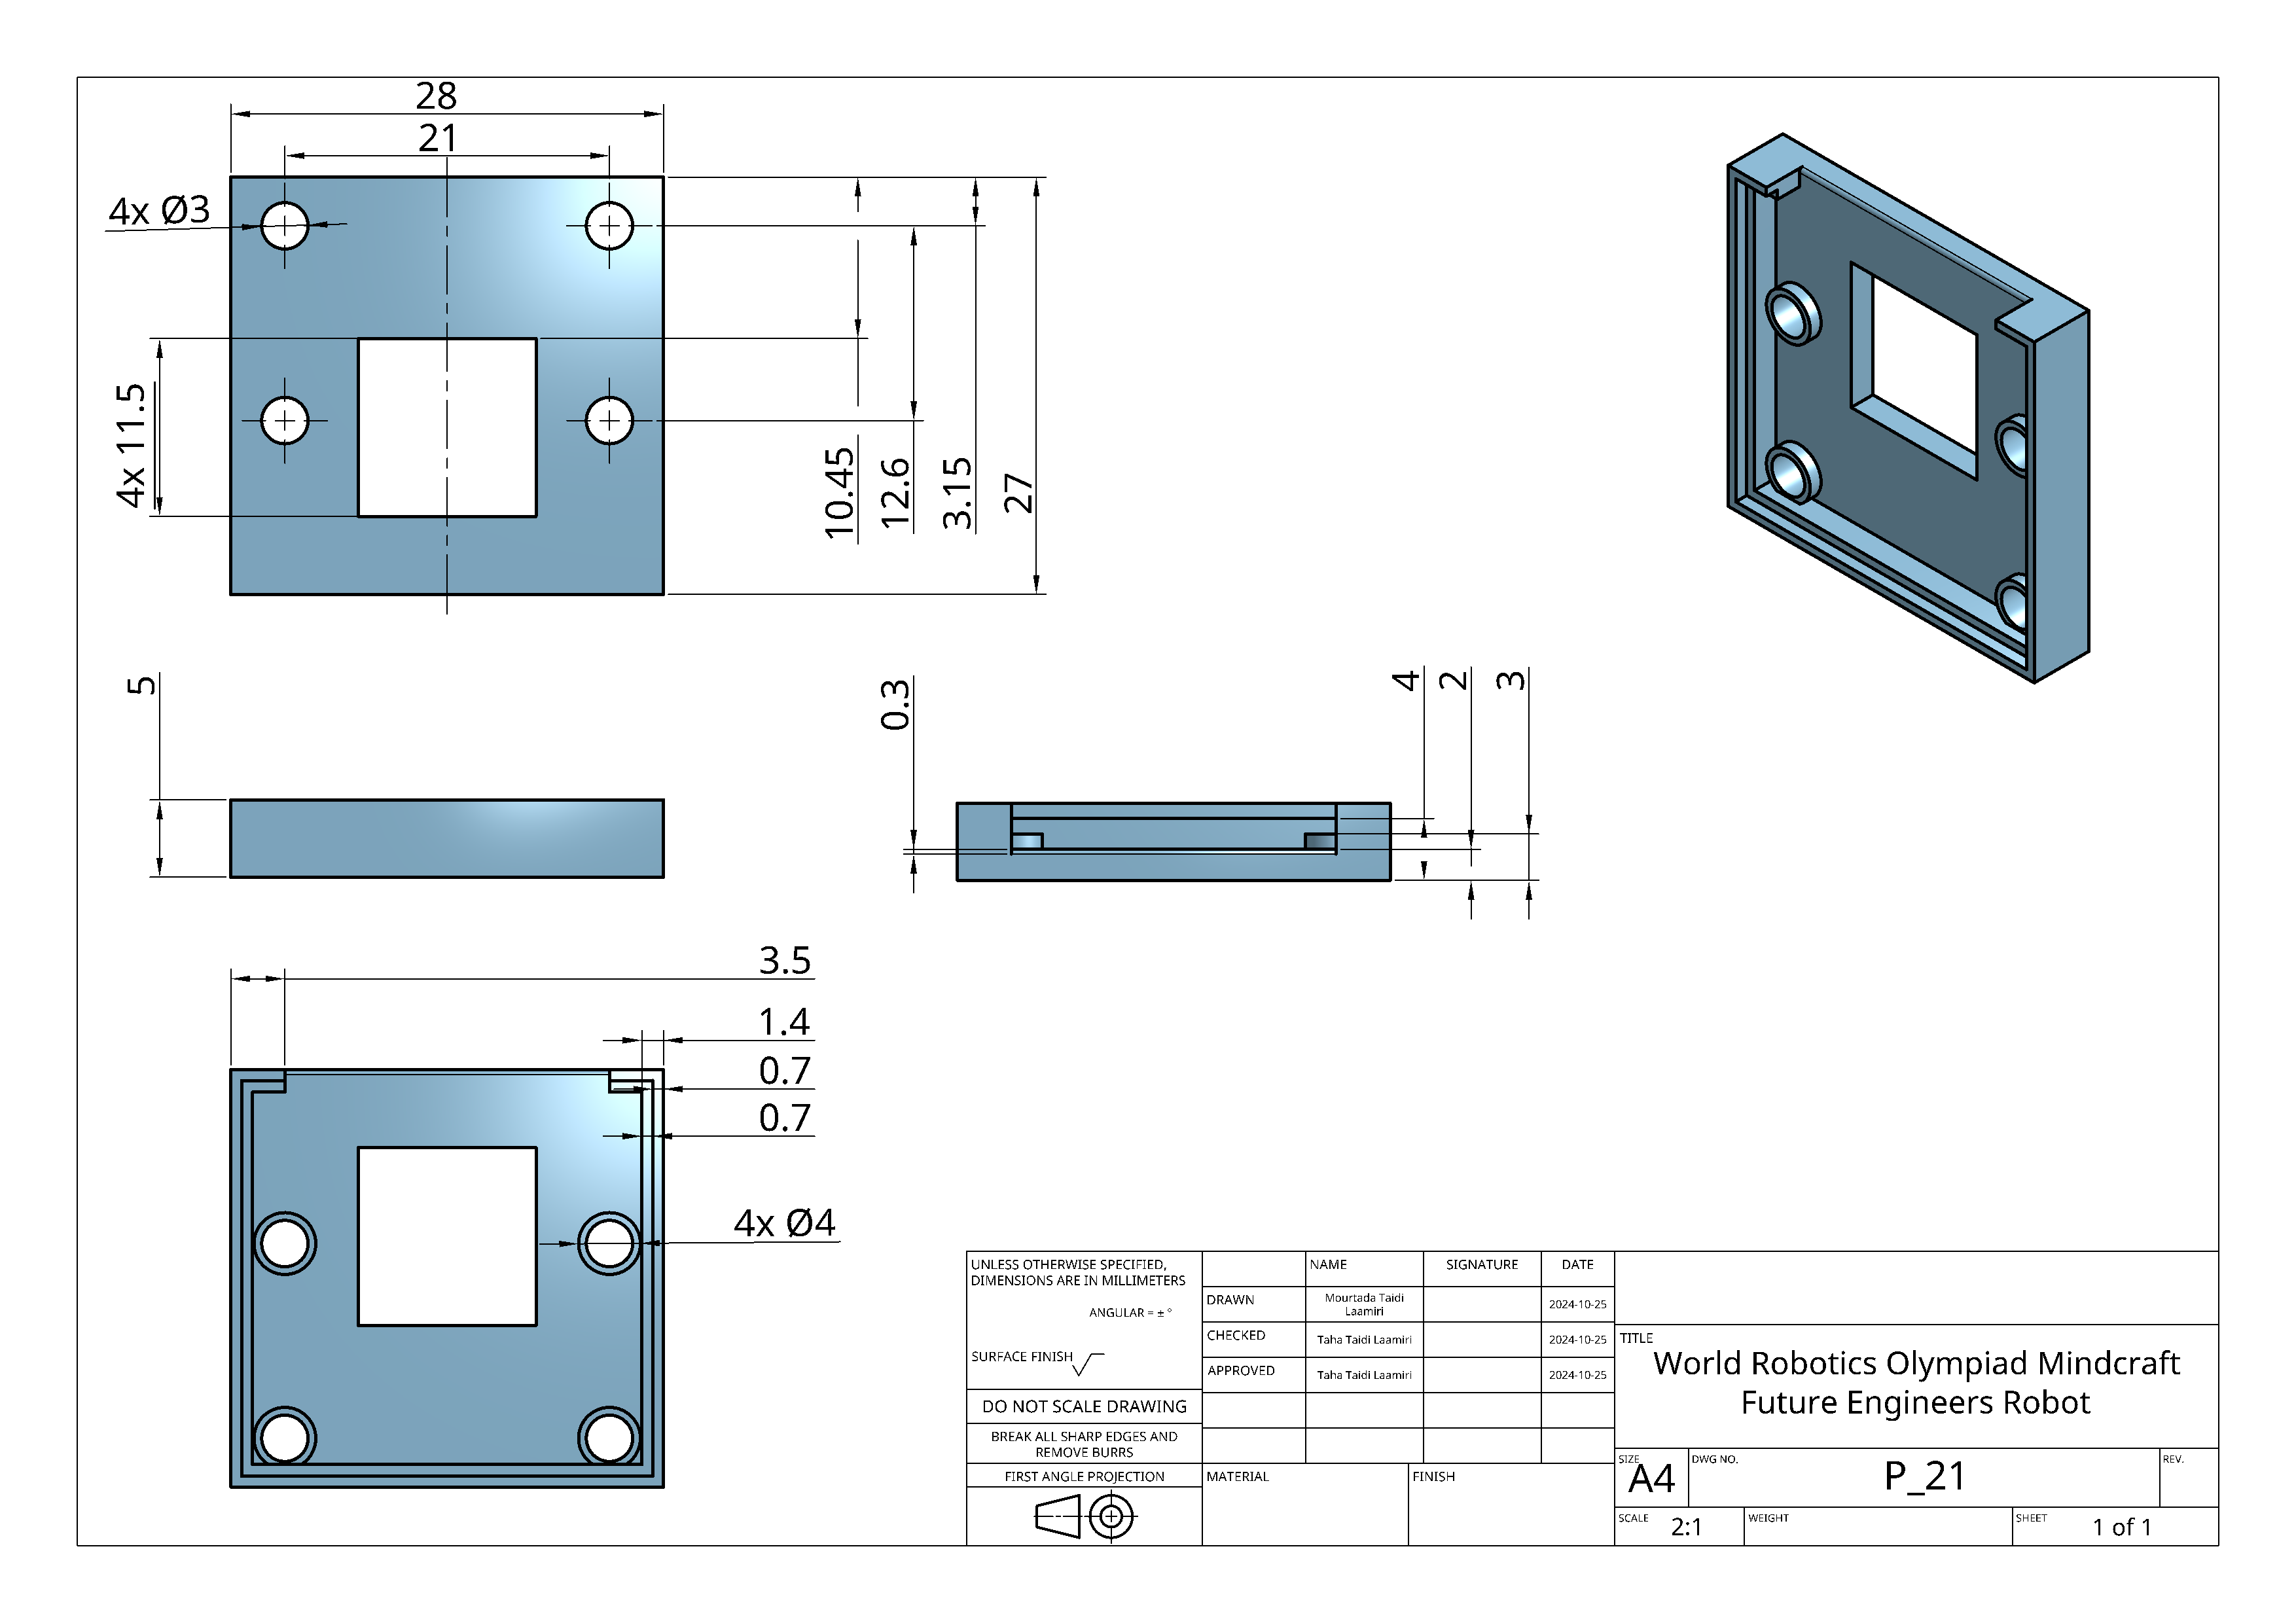 28
21
4x Ø3
4x 11.5
10.45
12.6
3.15
27
5
0.3
4
2
3
3.5
1.4
0.7
0.7
4x Ø4
UNLESS OTHERWISE SPECIFIED,
DIMENSIONS ARE IN MILLIMETERS
ANGULAR = ± °
SURFACE FINISH
DO NOT SCALE DRAWING
BREAK ALL SHARP EDGES AND
REMOVE BURRS
FIRST ANGLE PROJECTION
NAME SIGNATURE DATE
DRAWN Mourtada Taidi
Laamiri 2024-10-25
CHECKED Taha Taidi Laamiri 2024-10-25
APPROVED Taha Taidi Laamiri 2024-10-25
MATERIAL FINISH
TITLE
World Robotics Olympiad Mindcraft
Future Engineers Robot
SIZE A4 DWG NO. P_21 REV.
SCALE 2:1 WEIGHT SHEET 1 of 1